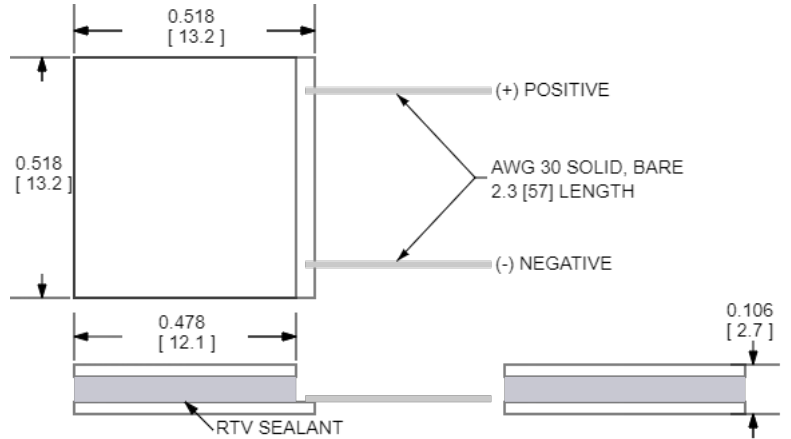 0.518
[ 13.2 ]
(+) POSITIVE
0.518
[ 13.2 ]
AWG 30 SOLID, BARE
2.3 [57] LENGTH
(-) NEGATIVE
0.478
[ 12.1 ]
0.106
[ 2.7 ]
RTV SEALANT